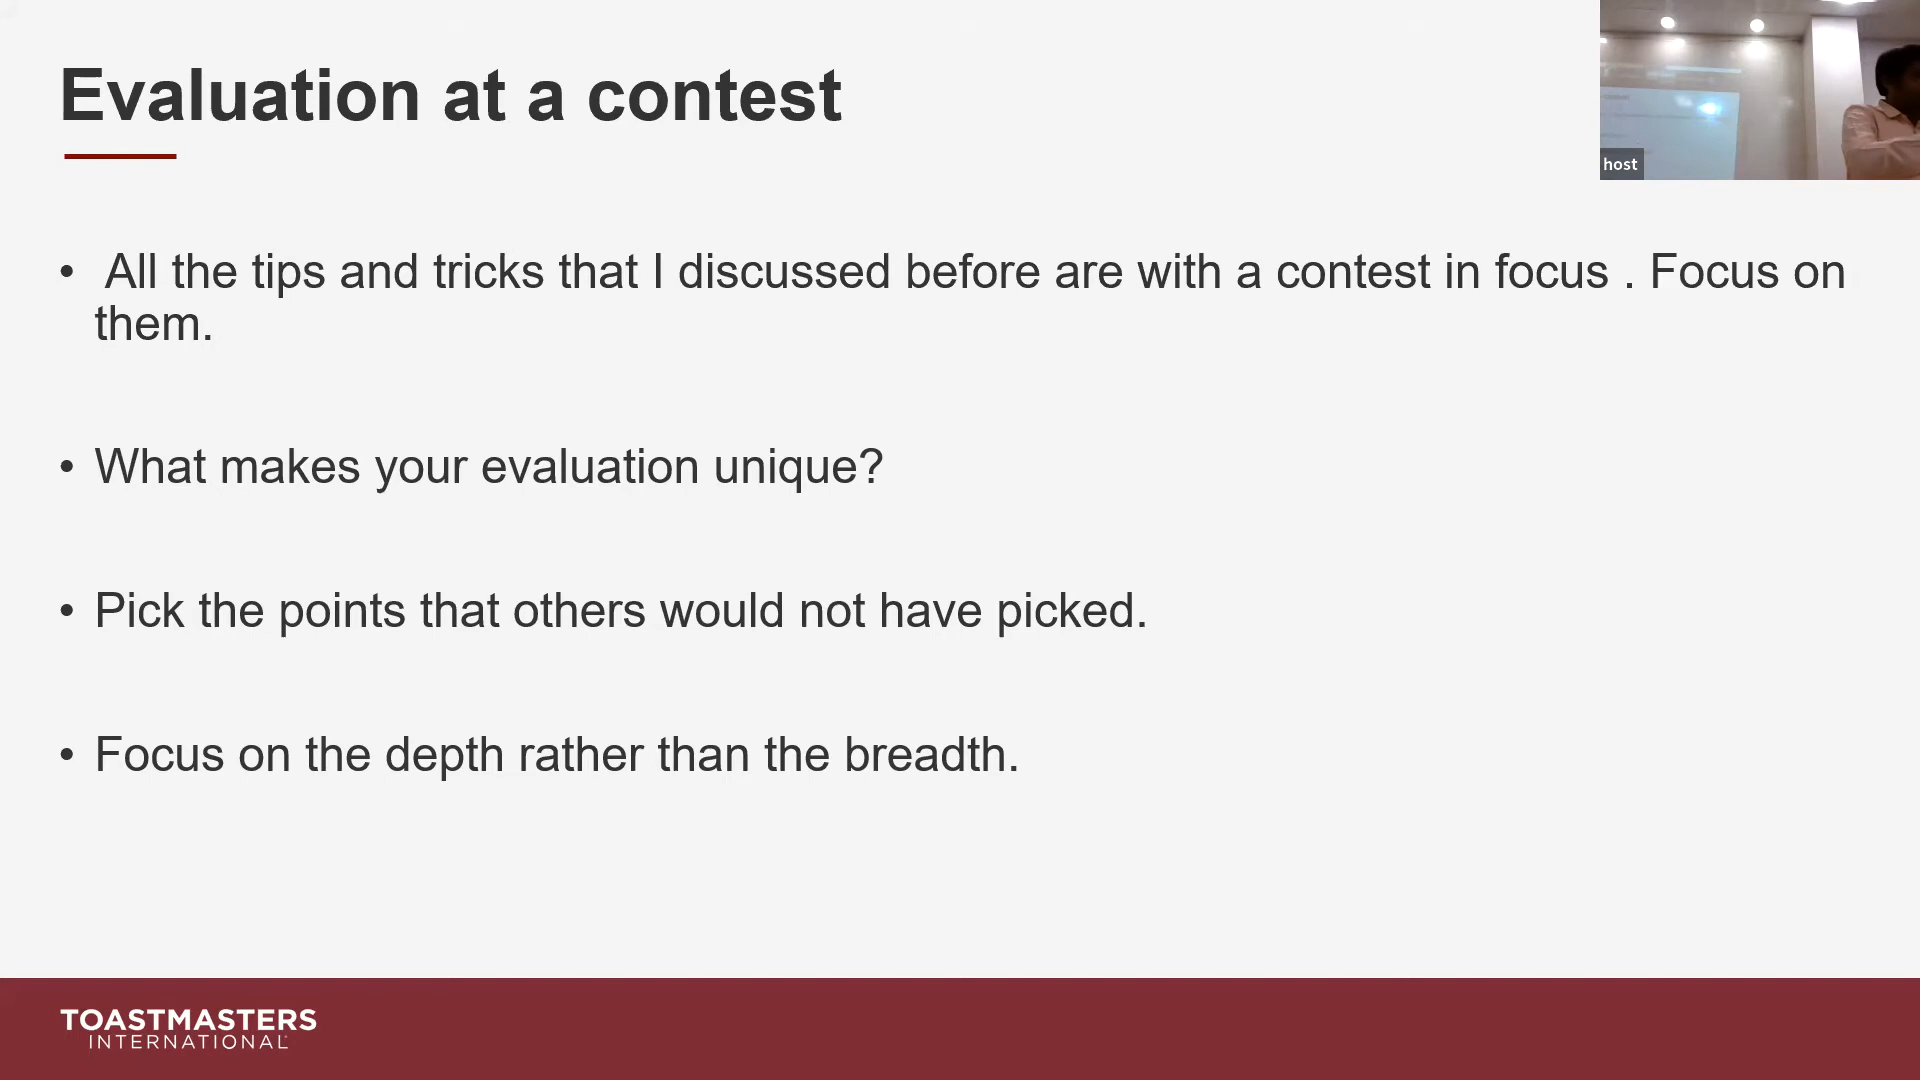 Evaluation at a contest
host
• All the tips and tricks that I discussed before are with a contest in focus . Focus on
them.
• What makes your evaluation unique?
• Pick the points that others would not have picked.
• Focus on the depth rather than the breadth.
TOASTMASTERS
INTERNATIONAL